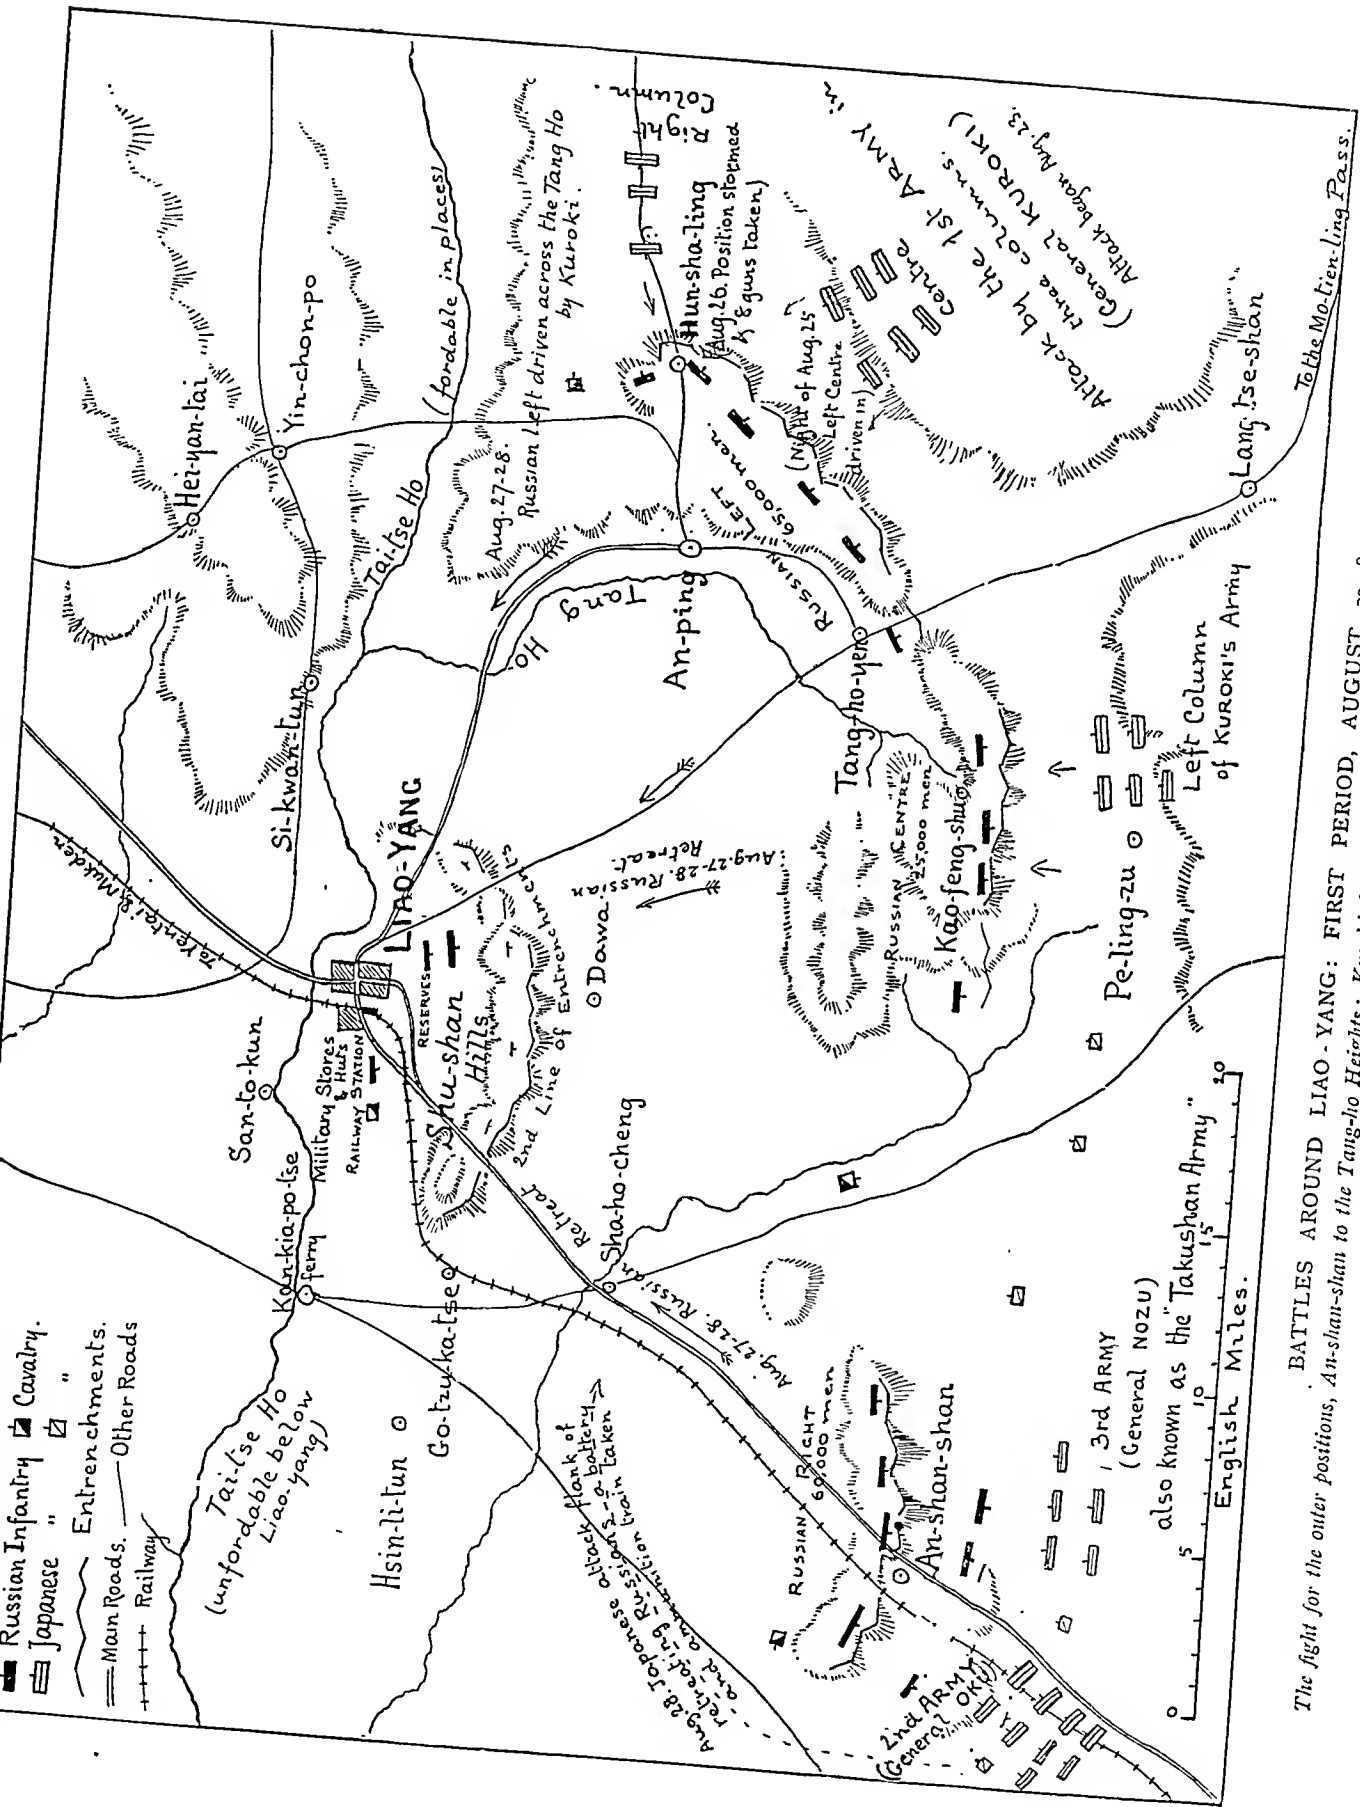 Russian Infantry Cavalry.
Japanese " "
Entrenchments.
Main Roads. Other Roads
Railway
Tai-tse Ho
(unfordable below
Liao-yang)
Hsin-li-tun
Go-tzu-ka-tse
Kan-kia-po-tse
ferry
San-to-kun
Military Stores
& Huts
RAILWAY STATION
RESERVES
Shu-shan
Hills
2nd Line of Entrenchments
LIAO-YANG
To Yentai & Mukden
Si-kwan-tun
Hei-yan-tai
Yin-chon-po
Tai-tse Ho
(fordable in places)
Aug. 27-28.
Russian Left driven across the Tang Ho
by Kuroki.
Right
Column.
Hun-sha-ling
(Aug. 26. Position stormed
& 8 guns taken)
(Night of Aug. 25
Left Centre
driven in)
Attack by the 1st ARMY in
three columns.
(General KUROKI)
Attack began Aug. 23.
Centre
RUSSIAN LEFT
65,000 men.
An-ping
Tang Ho
Tang-ho-yen
Lang-tse-shan
To the Mo-tien-ling Pass.
Left Column
of KUROKI'S Army
Pe-ling-zu
Kao-feng-shuo
RUSSIAN CENTRE
25,000 men
Aug. 27-28. Russian
Retreat.
Dawa
Sha-ho-cheng
Aug. 27-28. Russian Retreat
Aug. 28 Japanese attack flank of
retreating Russians - a battery
and ammunition train taken
RUSSIAN RIGHT
60,000 men
An-shan-shan
2nd ARMY
(General OKU)
3rd ARMY
(General NOZU)
also known as the "Takushan Army"
0 5 10 15 20
English Miles.
BATTLES AROUND LIAO-YANG: FIRST PERIOD, AUGUST
The fight for the outer positions, An-shan-shan to the Tang-ho Heights: